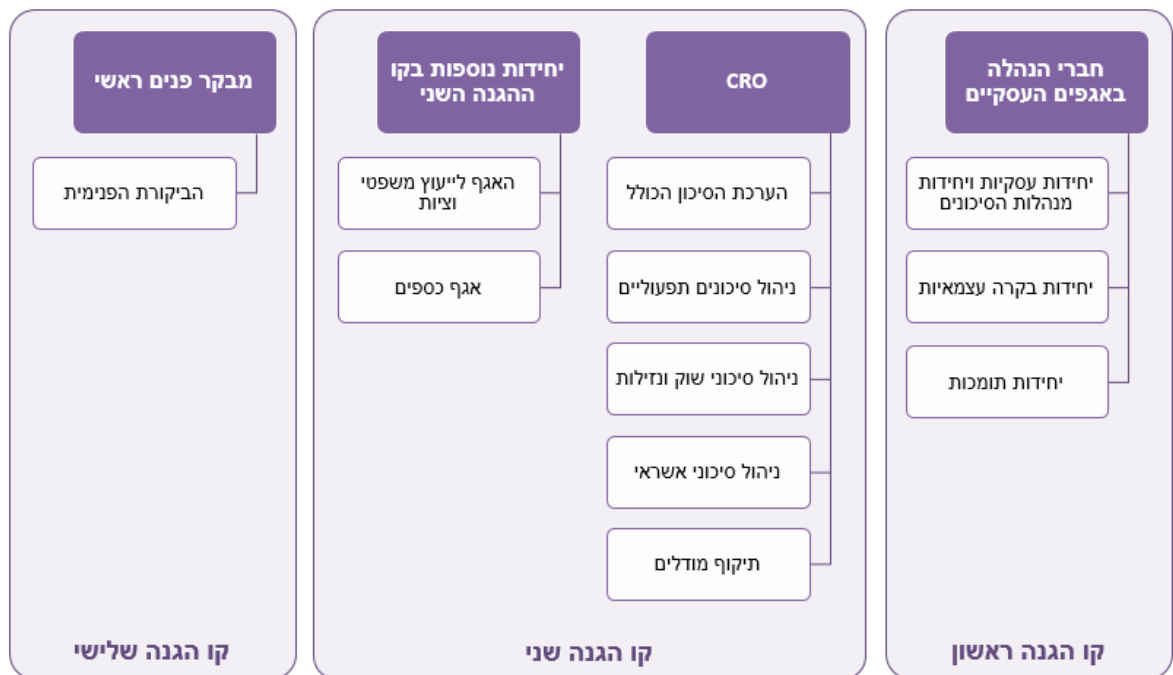 חברי הנהלה
באגפים העסקיים
יחידות עסקיות ויחידות
מנהלות הסיכונים
יחידות בקרה עצמאיות
יחידות תומכות
קו הגנה ראשון
CRO
הערכת הסיכון הכולל
ניהול סיכונים תפעוליים
ניהול סיכוני שוק ונזילות
ניהול סיכוני אשראי
תיקוף מודלים
יחידות נוספות בקו
ההגנה השני
האגף לייעוץ משפטי
וציות
אגף כספים
קו הגנה שני
מבקר פנים ראשי
הביקורת הפנימית
קו הגנה שלישי